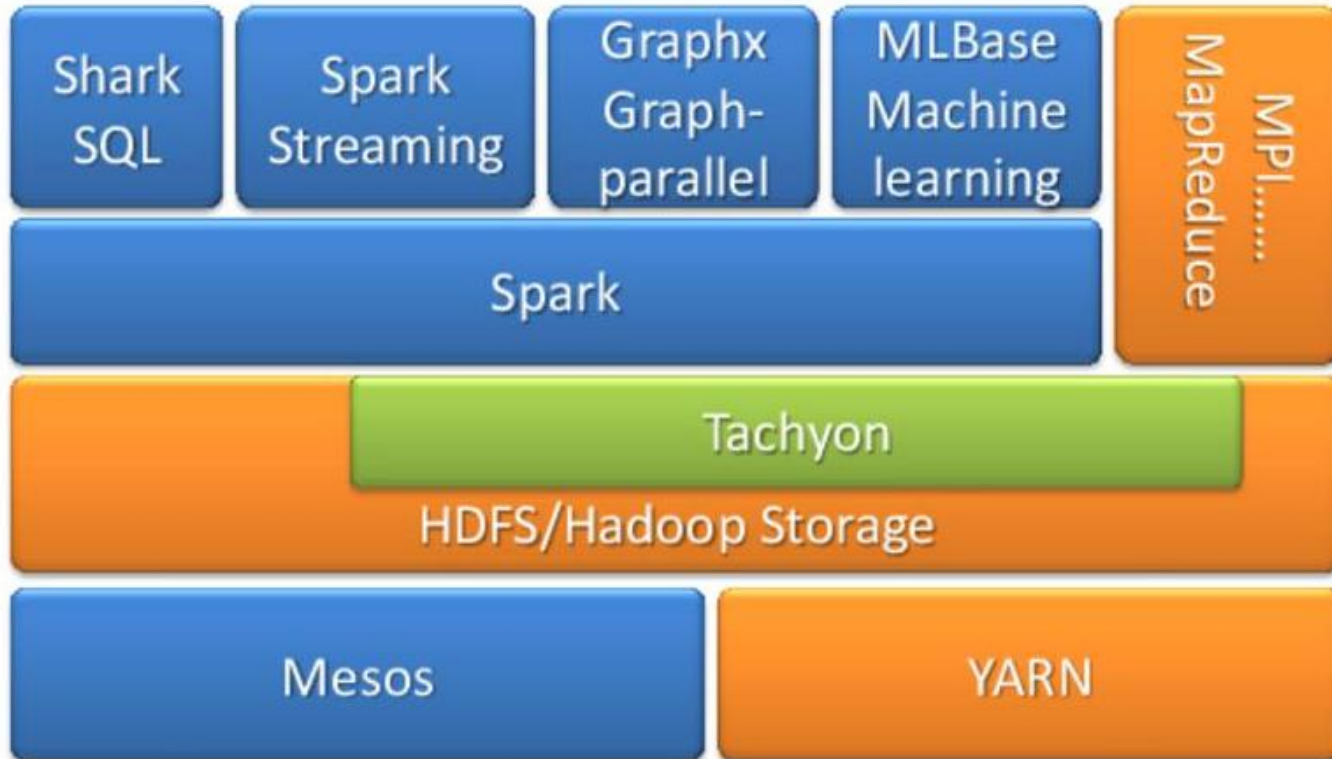 Shark
SQL
Spark
Streaming
Graphx
Graph-
parallel
MLBase
Machine
learning
MPI......
MapReduce
Spark
Tachyon
HDFS/Hadoop Storage
Mesos
YARN